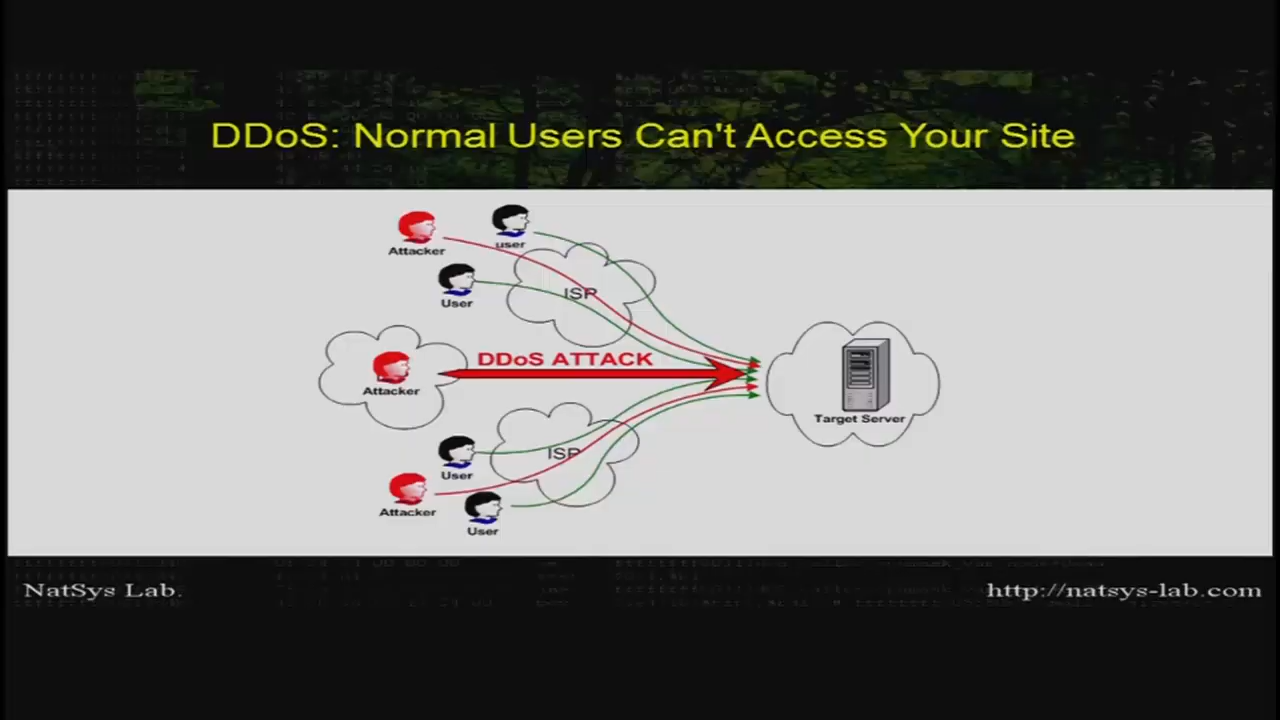 DDoS: Normal Users Can't Access Your Site
user
Attacker
User
ISP
DDoS ATTACK
Attacker
Target Server
User
ISP
Attacker
User
NatSys Lab.
http://natsys-lab.com